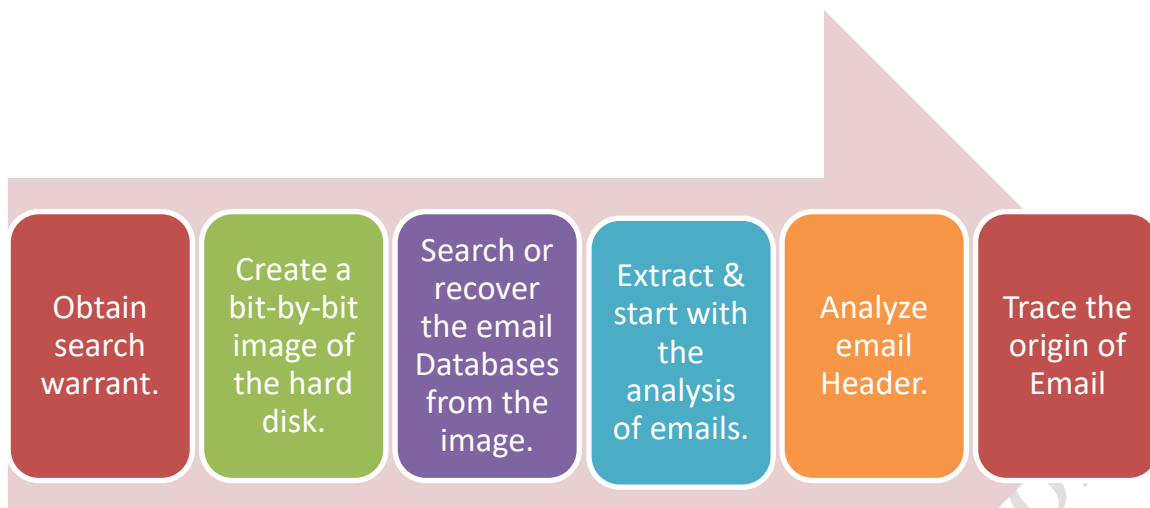 Obtain
search
warrant.
Create a
bit-by-bit
image of
the hard
disk.
Search or
recover
the email
Databases
from the
image.
Extract &
start with
the
analysis
of emails.
Analyze
email
Header.
Trace the
origin of
Email